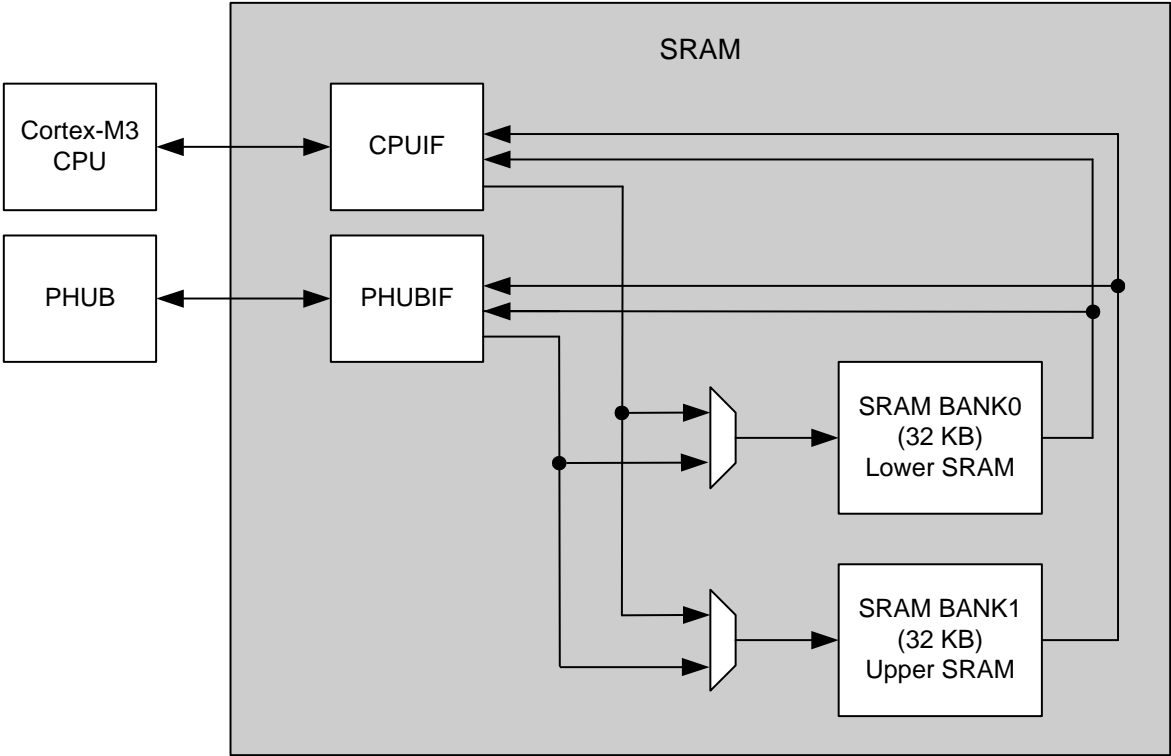 SRAM
Cortex-M3
CPU
CPUIF
PHUB
PHUBIF
SRAM BANK0
(32 KB)
Lower SRAM
SRAM BANK1
(32 KB)
Upper SRAM